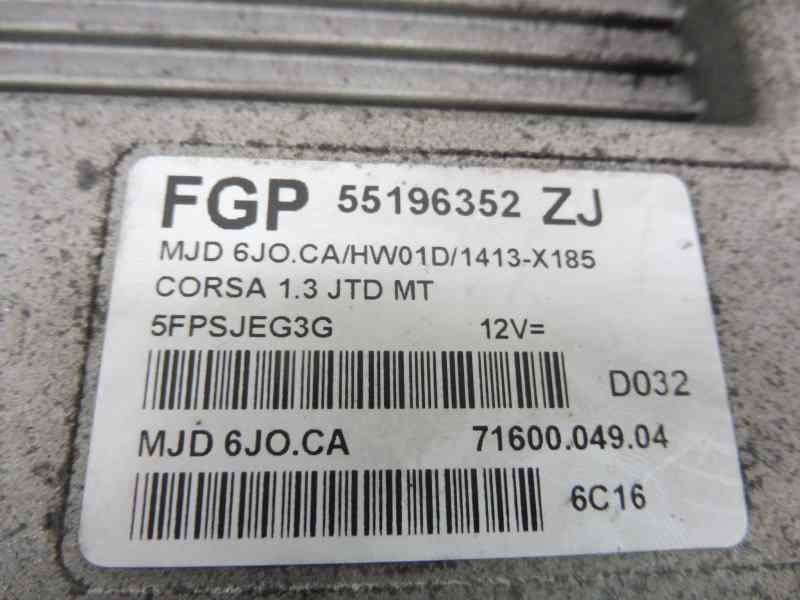 FGP 55196352 ZJ
MJD 6JO.CA/HW01D/1413-X185
CORSA 1.3 JTD MT
5FPSJEG3G 12V=
D032
MJD 6JO.CA 71600.049.04
6C16